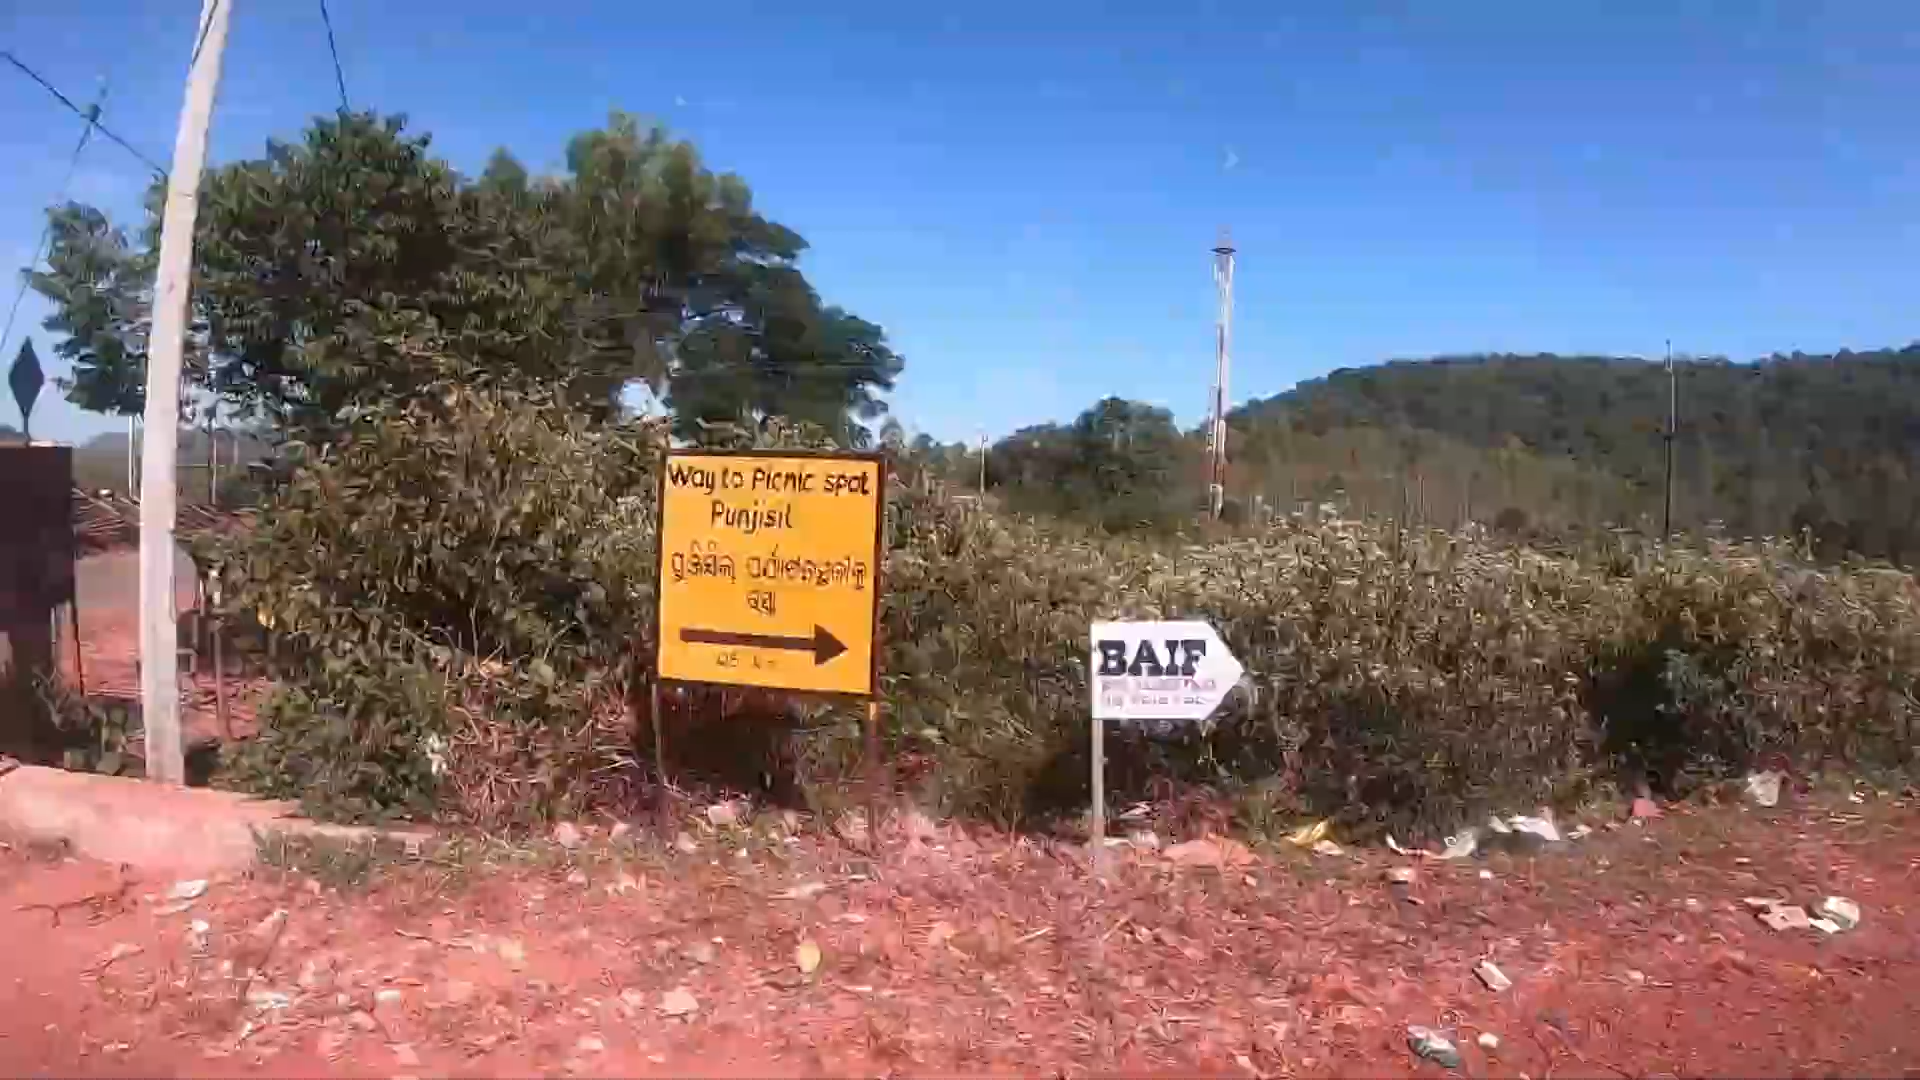 Way to Picnic spot
Punjisil
ପୁଞ୍ଜିସିଲ୍ ପର୍ଯ୍ୟଟନସ୍ଥଳୀକୁ
ରାସ୍ତା
BAIF